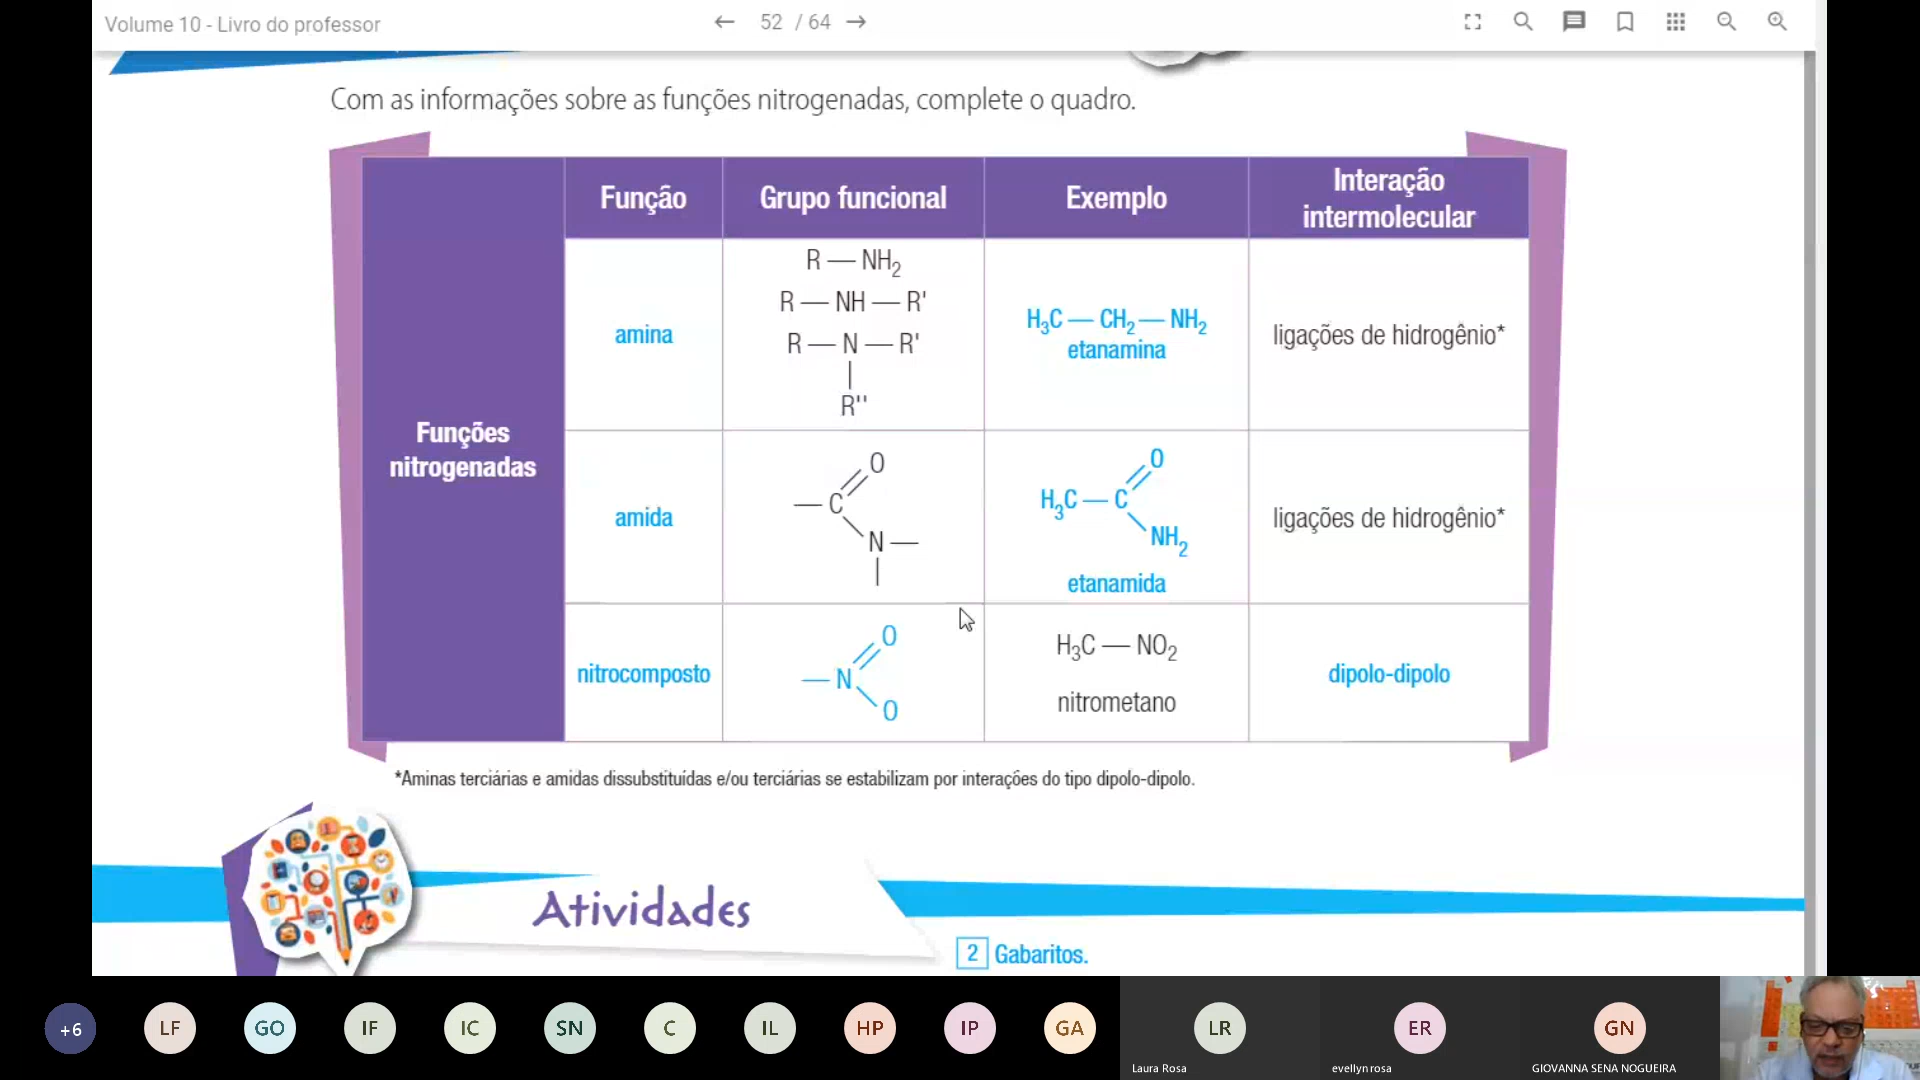 Volume 10 - Livro do professor
52 / 64
Com as informações sobre as funções nitrogenadas, complete o quadro.
Função
Grupo funcional
Exemplo
Interação
intermolecular
Funções
nitrogenadas
amina
R — NH2
R — NH — R'
R — N — R'
R''
H3C — CH2 — NH2
etanamina
ligações de hidrogênio*
amida
O
— C
N —
O
H3C — C
NH2
etanamida
ligações de hidrogênio*
nitrocomposto
O
— N
O
H3C — NO2
nitrometano
dipolo-dipolo
*Aminas terciárias e amidas dissubstituídas e/ou terciárias se estabilizam por interações do tipo dipolo-dipolo.
Atividades
2 Gabaritos.
+6
LF
GO
IF
IC
SN
C
IL
HP
IP
GA
LR
Laura Rosa
ER
evellyn rosa
GN
GIOVANNA SENA NOGUEIRA